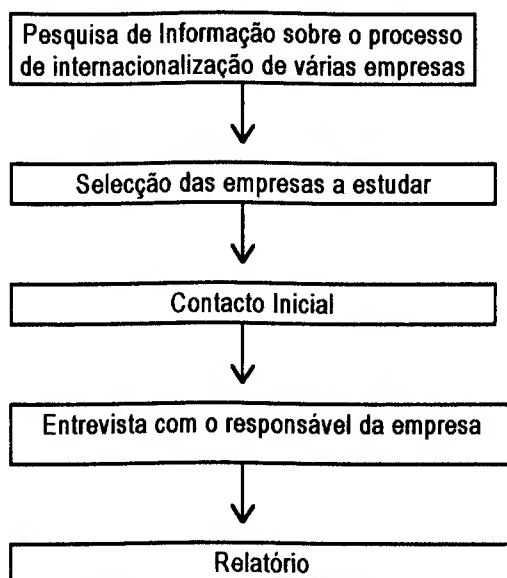 Pesquisa de Informação sobre o processo
de internacionalização de várias empresas
Selecção das empresas a estudar
Contacto Inicial
Entrevista com o responsável da empresa
Relatório